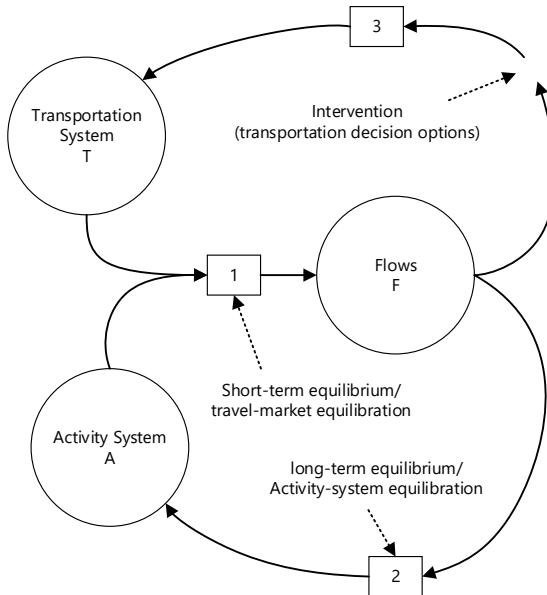 3
Transportation
System
T
Intervention
(transportation decision options)
1
Flows
F
Short-term equilibrium/
travel-market equilibration
Activity System
A
long-term equilibrium/
Activity-system equilibration
2